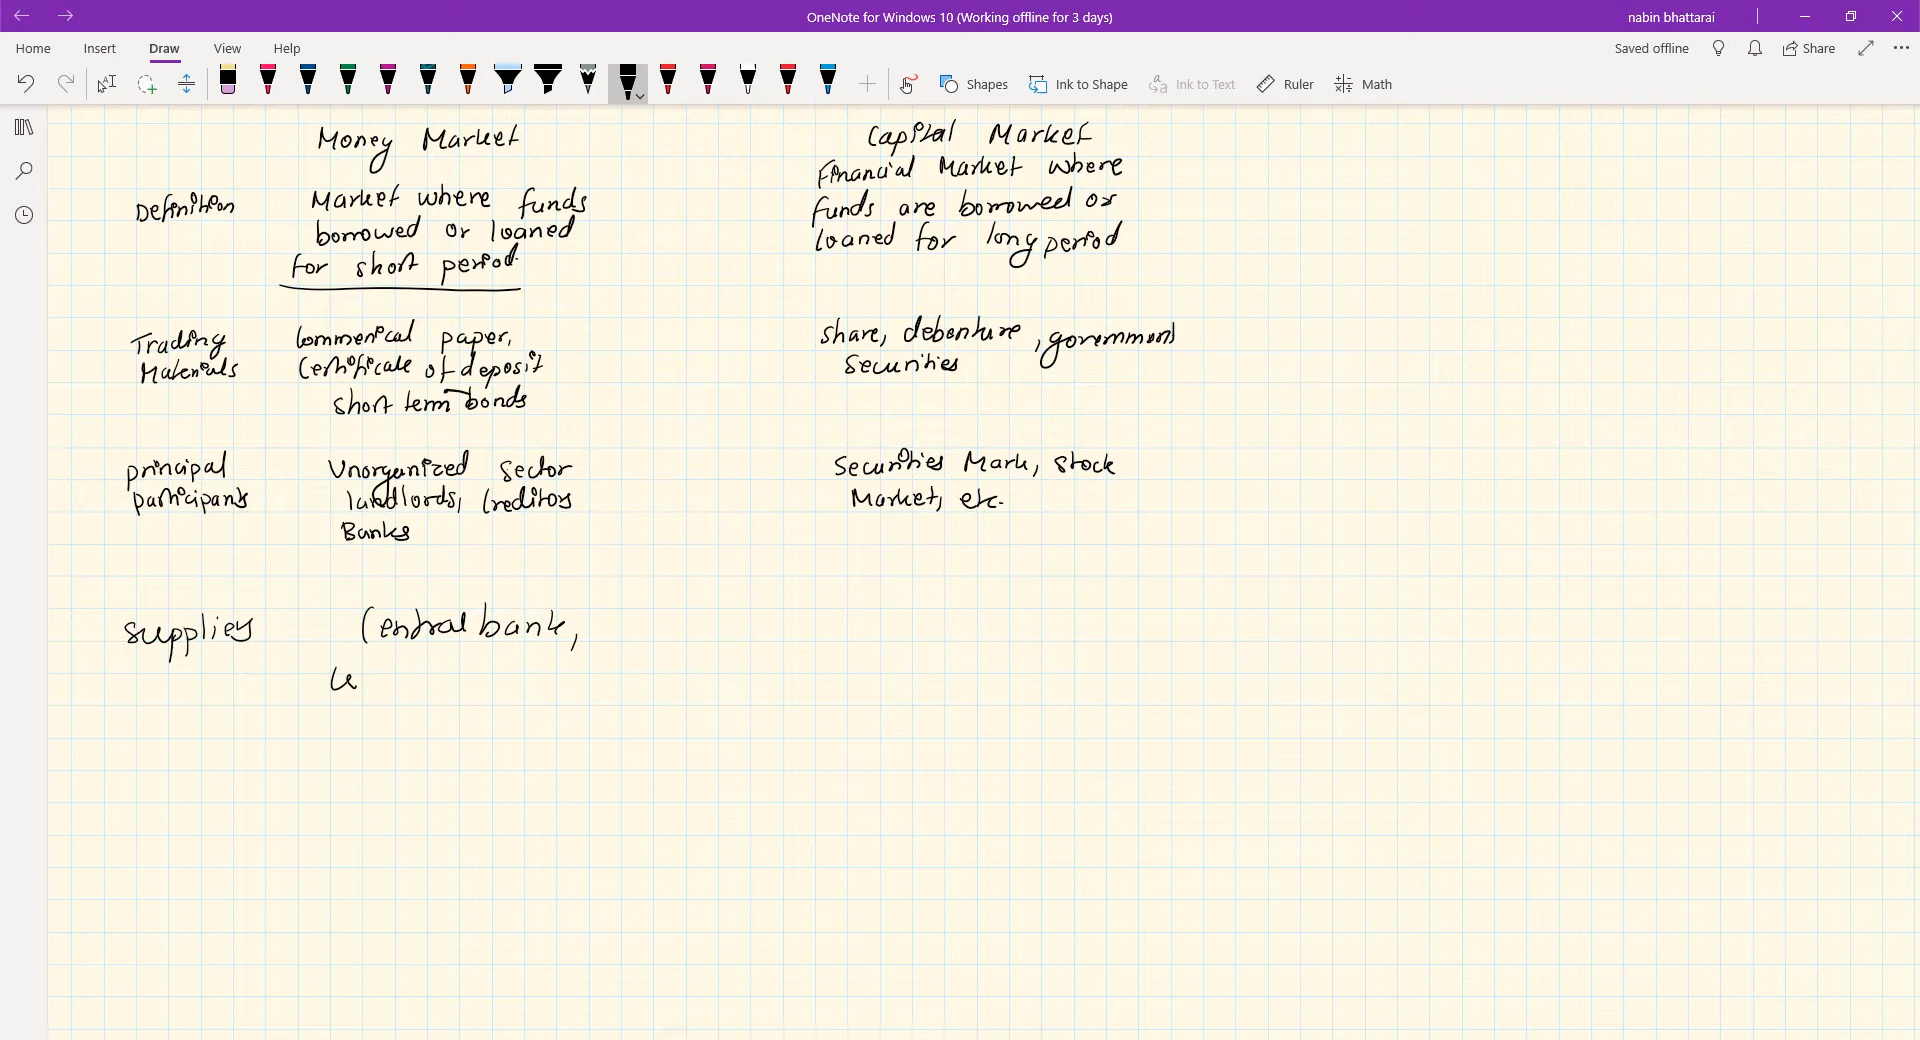 OneNote for Windows 10 (Working offline for 3 days)
nabin bhattarai
Home Insert Draw View Help
Saved offline Share
Shapes Ink to Shape Ink to Text Ruler Math
Money Market
Capital Market
Definition
Market where funds
borrowed or loaned
for short period.
Financial Market where
funds are borrowed or
loaned for long period
Trading
Materials
Commerical paper,
Certificate of deposit
short term bonds
share, debenture, government
Securities
principal
participants
Unorganized Sector
landlords, Creditors
Banks
Securities Mark, stock
Market, etc.
supplies
Central bank,